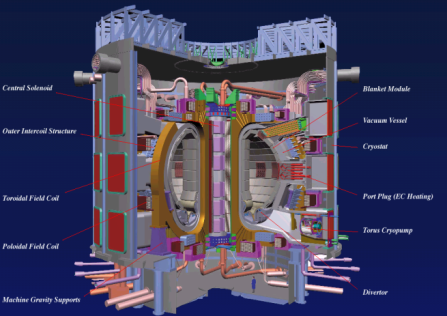 Central Solenoid
Outer Intercoil Structure
Toroidal Field Coil
Poloidal Field Coil
Machine Gravity Supports
Blanket Module
Vacuum Vessel
Cryostat
Port Plug (EC Heating)
Torus Cryopump
Divertor